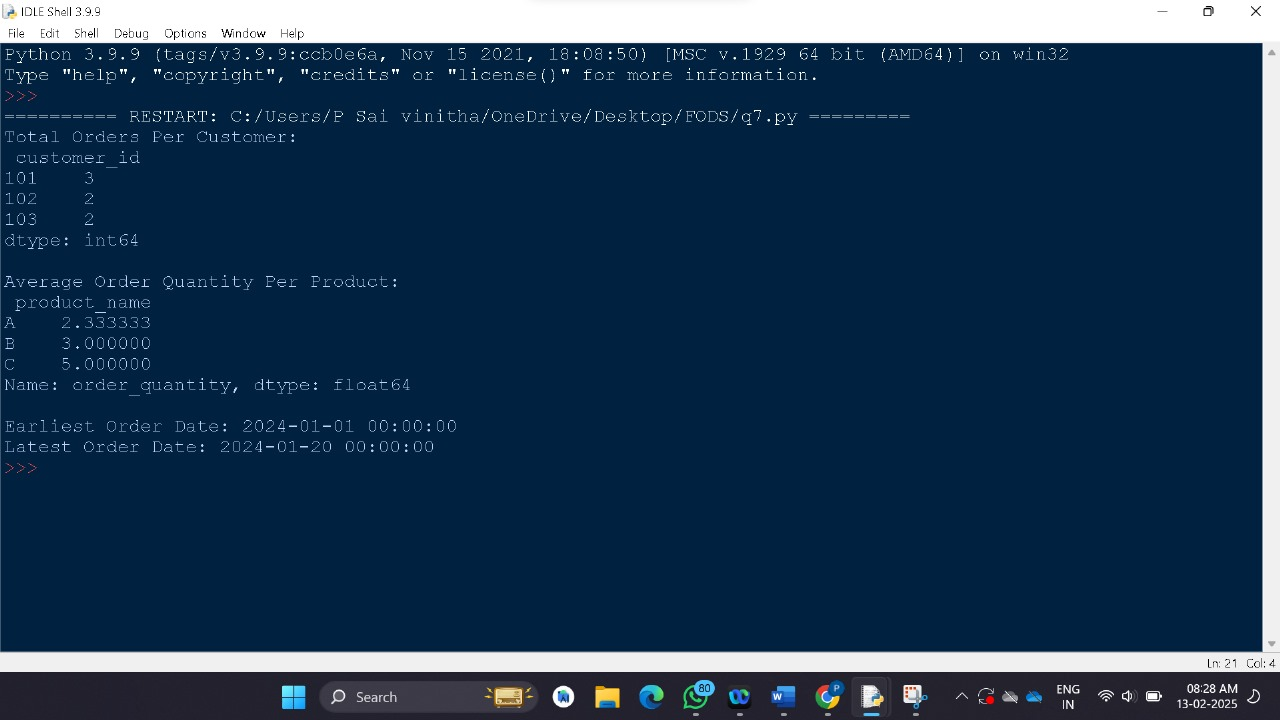 IDLE Shell 3.9.9
File Edit Shell Debug Options Window Help
Python 3.9.9 (tags/v3.9.9:ccb0e6a, Nov 15 2021, 18:08:50) [MSC v.1929 64 bit (AMD64)] on win32
Type "help", "copyright", "credits" or "license()" for more information.
>>>
========== RESTART: C:/Users/P Sai vinitha/OneDrive/Desktop/FODS/q7.py =========
Total Orders Per Customer:
 customer_id
101    3
102    2
103    2
dtype: int64
Average Order Quantity Per Product:
 product_name
A    2.333333
B    3.000000
C    5.000000
Name: order_quantity, dtype: float64
Earliest Order Date: 2024-01-01 00:00:00
Latest Order Date: 2024-01-20 00:00:00
>>>
Ln: 21 Col: 4
Search
80
W
P
ENG
IN
08:28 AM
13-02-2025